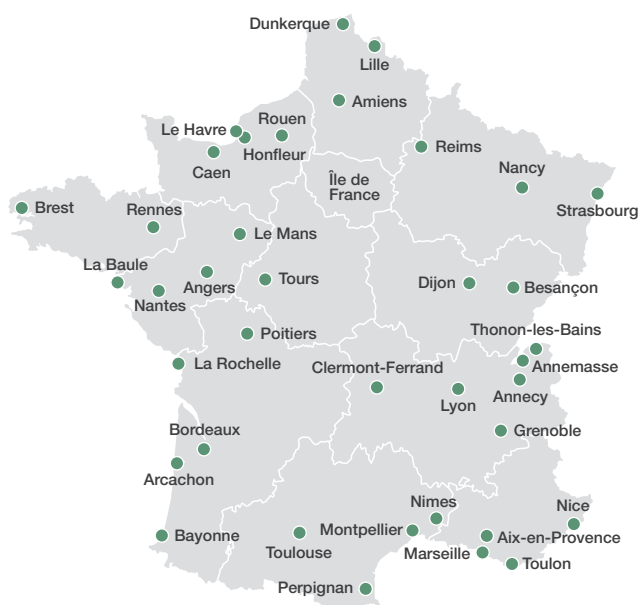 Dunkerque
Lille
Amiens
Rouen
Le Havre
Honfleur
Caen
Reims
Île de
France
Nancy
Strasbourg
Brest
Rennes
Le Mans
La Baule
Angers
Nantes
Tours
Dijon
Besançon
Poitiers
Thonon-les-Bains
La Rochelle
Clermont-Ferrand
Annemasse
Lyon
Annecy
Bordeaux
Grenoble
Arcachon
Nimes
Nice
Bayonne
Montpellier
Aix-en-Provence
Toulouse
Marseille
Toulon
Perpignan